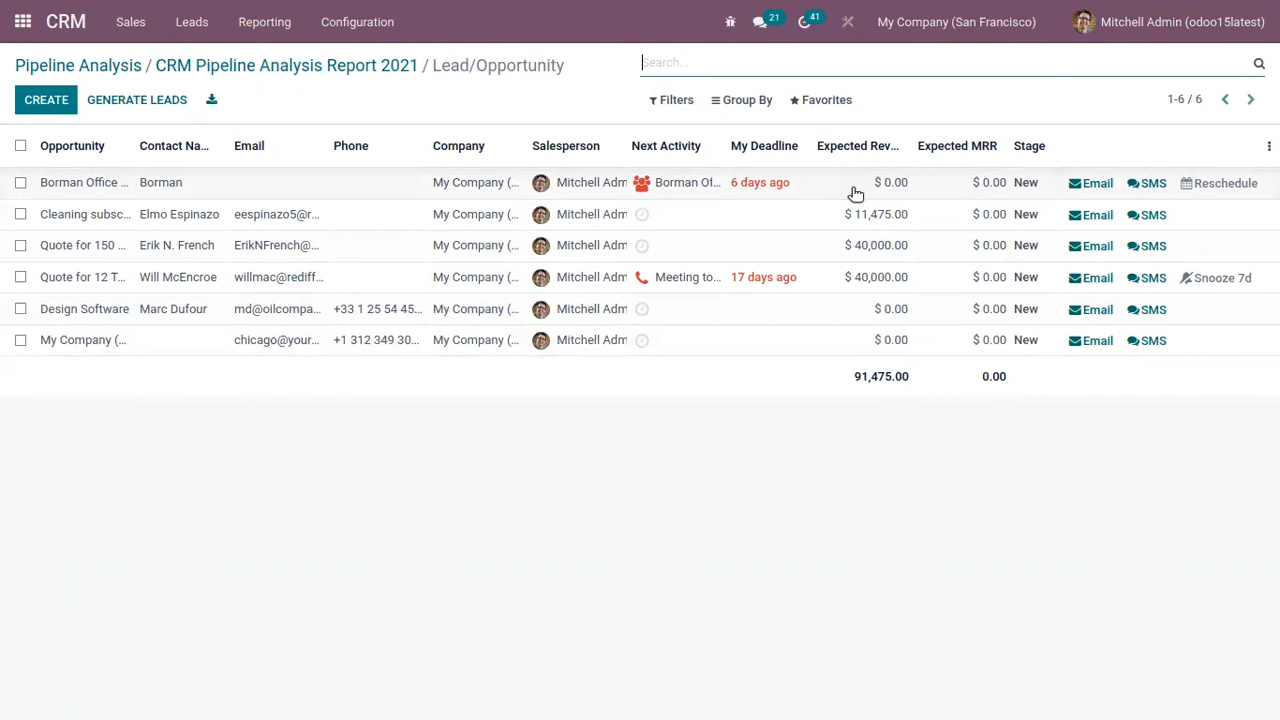 CRM Sales Leads Reporting Configuration 21 41 My Company (San Francisco) Mitchell Admin (odoo15latest)
Pipeline Analysis / CRM Pipeline Analysis Report 2021 / Lead/Opportunity Search...
CREATE GENERATE LEADS Filters Group By Favorites 1-6 / 6
Opportunity Contact Na... Email Phone Company Salesperson Next Activity My Deadline Expected Rev... Expected MRR Stage
Borman Office ... Borman My Company (... Mitchell Adm Borman Of... 6 days ago $ 0.00 $ 0.00 New Email SMS Reschedule
Cleaning subsc... Elmo Espinazo eespinazo5@r... My Company (... Mitchell Adm $ 11,475.00 $ 0.00 New Email SMS
Quote for 150 ... Erik N. French ErikNFrench@... My Company (... Mitchell Adm $ 40,000.00 $ 0.00 New Email SMS
Quote for 12 T... Will McEncroe willmac@rediff... My Company (... Mitchell Adm Meeting to... 17 days ago $ 40,000.00 $ 0.00 New Email SMS Snooze 7d
Design Software Marc Dufour md@oilcompa... +33 1 25 54 45... My Company (... Mitchell Adm $ 0.00 $ 0.00 New Email SMS
My Company (... chicago@your... +1 312 349 30... My Company (... Mitchell Adm $ 0.00 $ 0.00 New Email SMS
91,475.00 0.00